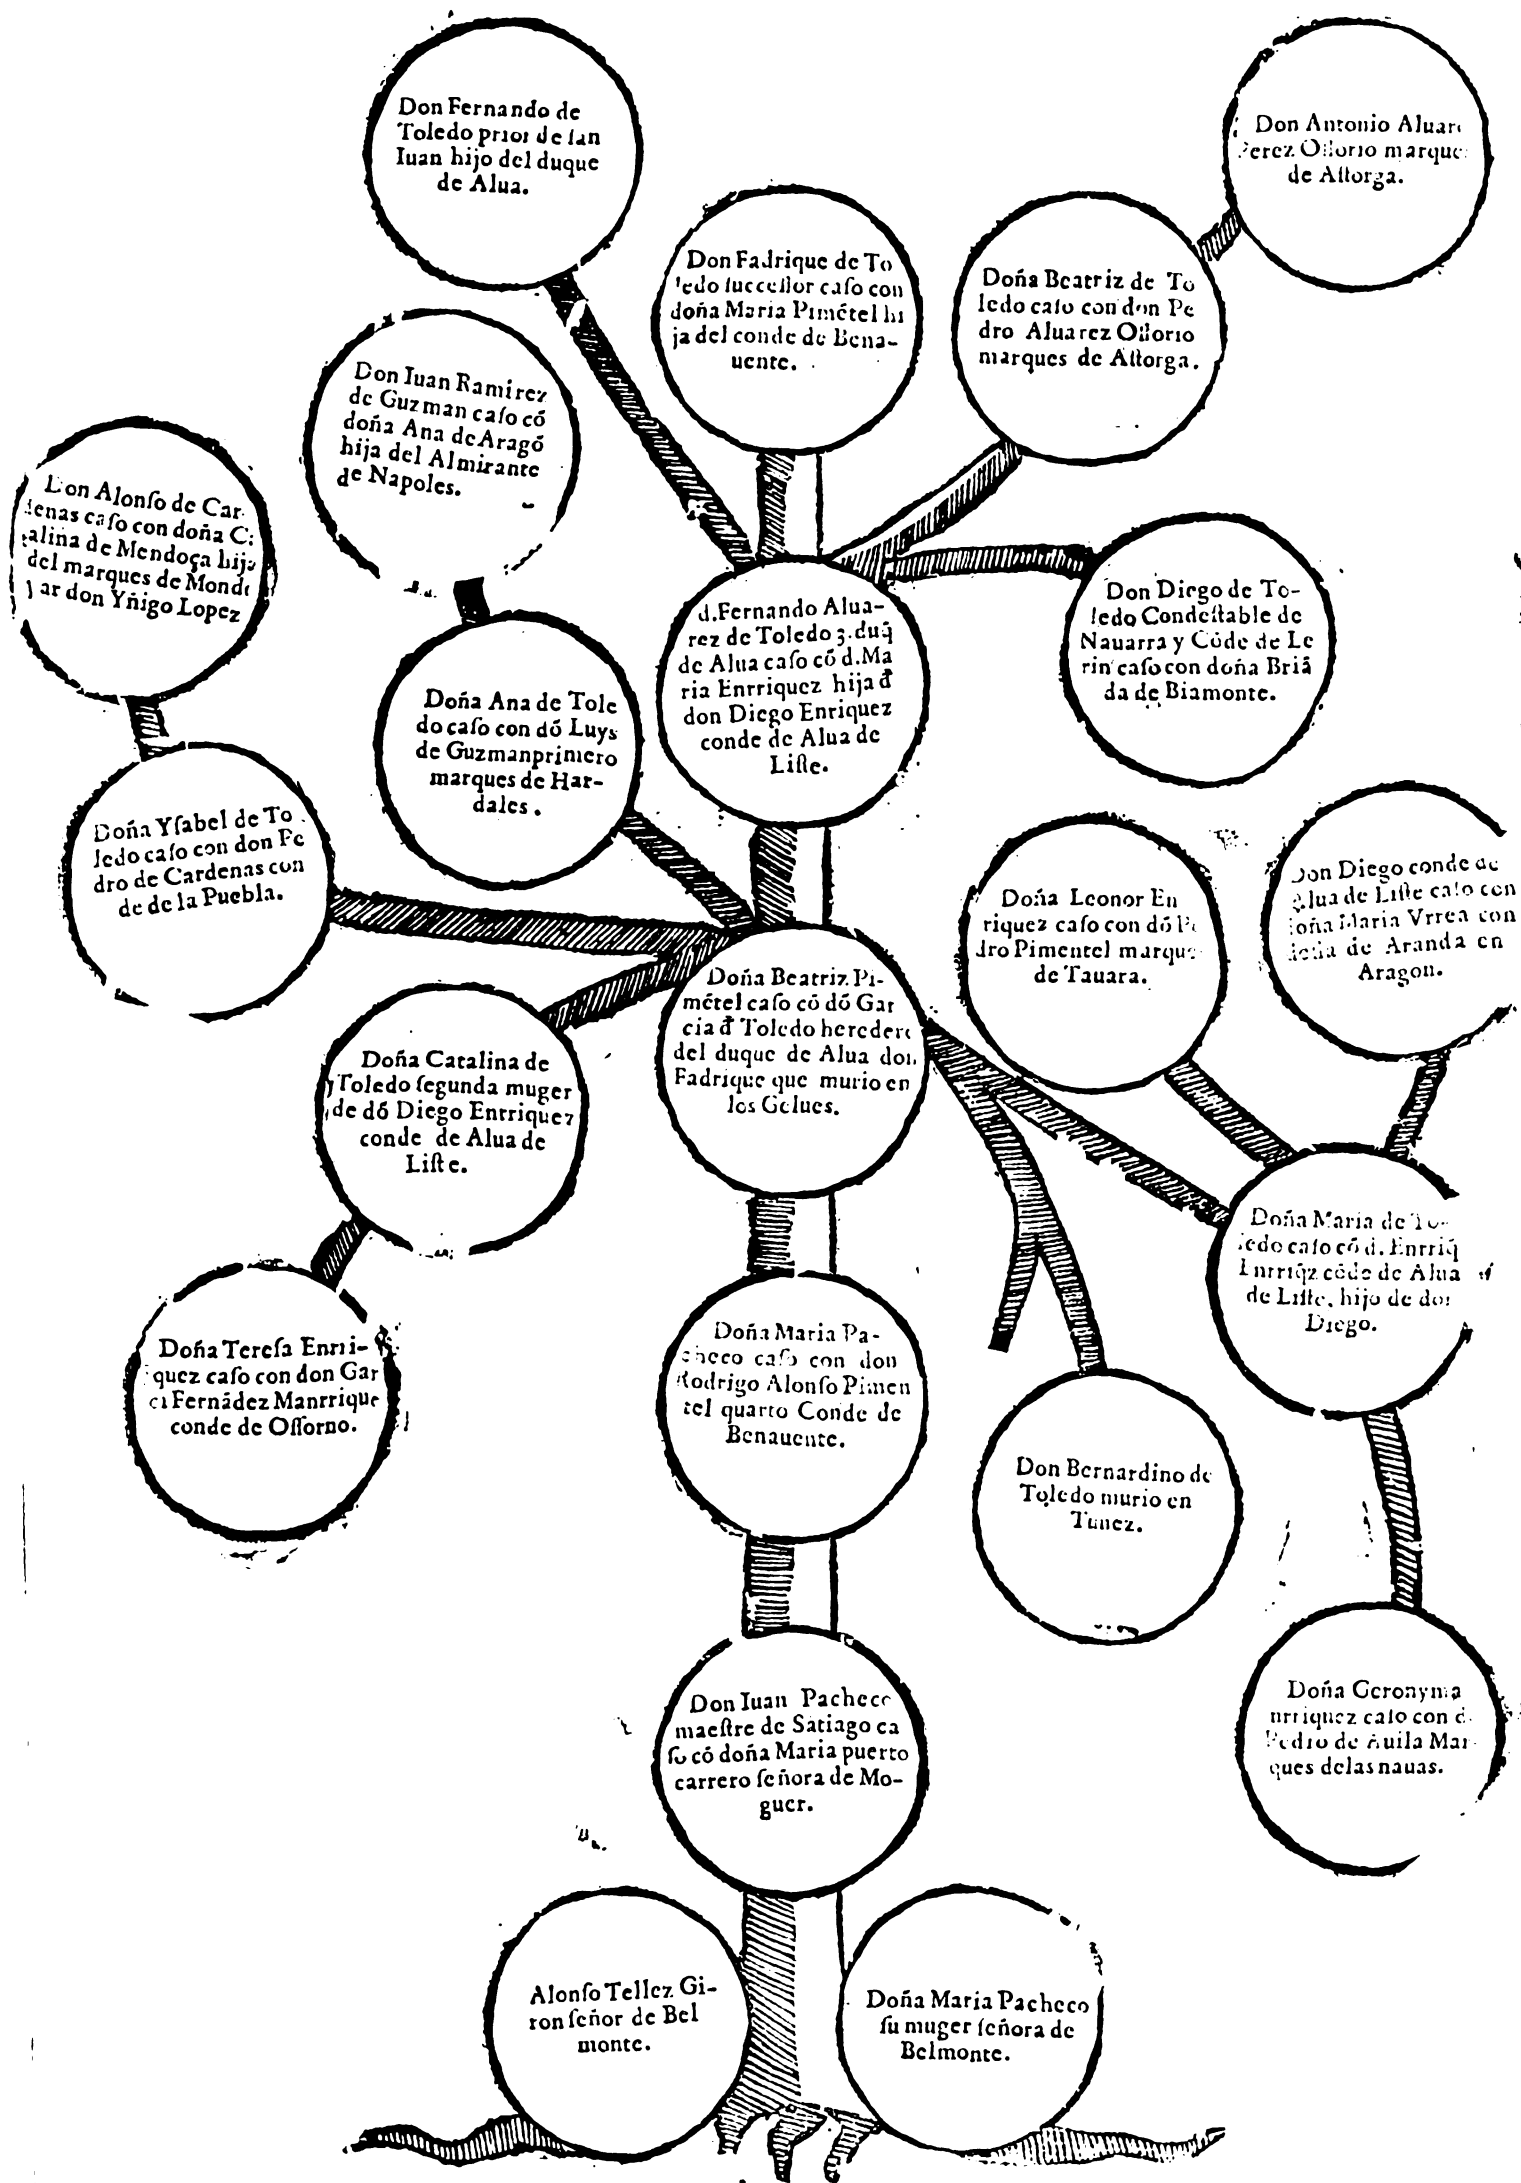 Don Fernando de
Toledo prior de ſan
Iuan hijo del duque
de Alua.
Don Antonio Aluar
Perez Oſſorio marque
de Aſtorga.
Don Fadrique de To
ledo ſucceſſor caſo con
doña Maria Pimētel hi
ja del conde de Bena-
uente.
Doña Beatriz de To
ledo caſo con don Pe
dro Aluarez Oſſorio
marques de Aſtorga.
Don Iuan Ramirez
de Guzman caſo cō
doña Ana de Aragō
hija del Almirante
de Napoles.
Don Alonſo de Car
denas caſo con doña C
talina de Mendoça hija
del marques de Monde
jar don Yñigo Lopez
d.Fernando Alua-
rez de Toledo 3.duq̄
de Alua caſo cō d.Ma
ria Enrriquez hija đ
don Diego Enriquez
conde de Alua de
Liſte.
Don Diego de To-
ledo Condeſtable de
Nauarra y Cōde de Le
rin caſo con doña Briā
da de Biamonte.
Doña Ana de Tole
do caſo con dō Luys
de Guzman primero
marques de Har-
dales.
Doña Yſabel de To
ledo caſo con don Pe
dro de Cardenas con
de de la Puebla.
Doña Leonor En
riquez caſo con dō Pe
dro Pimentel marque
de Tauara.
Don Diego conde de
Alua de Liſte caſo con
doña Maria Vrrea con
deſſa de Aranda en
Aragon.
Doña Beatriz Pi-
mētel caſo cō dō Gar
cia đ Toledo heredero
del duque de Alua don
Fadrique que murio en
los Gelues.
Doña Catalina de
Toledo ſegunda muger
de dō Diego Enrriquez
conde de Alua de
Liſte.
Doña Maria de To-
ledo caſo cō d. Enrriq̄
Enrriq̄z cōde de Alua
de Liſte, hijo de don
Diego.
Doña Tereſa Enrri-
quez caſo con don Gar
ci Fernādez Manrrique
conde de Oſſorno.
Doña Maria Pa-
checo caſo con don
Rodrigo Alonſo Pimen
tel quarto Conde de
Benauente.
Don Bernardino de
Toledo murio en
Tunez.
Don Iuan Pacheco
maeſtre de Sātiago ca
ſo cō doña Maria puerto
carrero ſeñora de Mo-
guer.
Doña Geronyma
nrriquez caſo con d.
Pedro de Auila Mar-
ques delas nauas.
Alonſo Tellez Gi-
ron ſeñor de Bel
monte.
Doña Maria Pacheco
ſu muger ſeñora de
Belmonte.